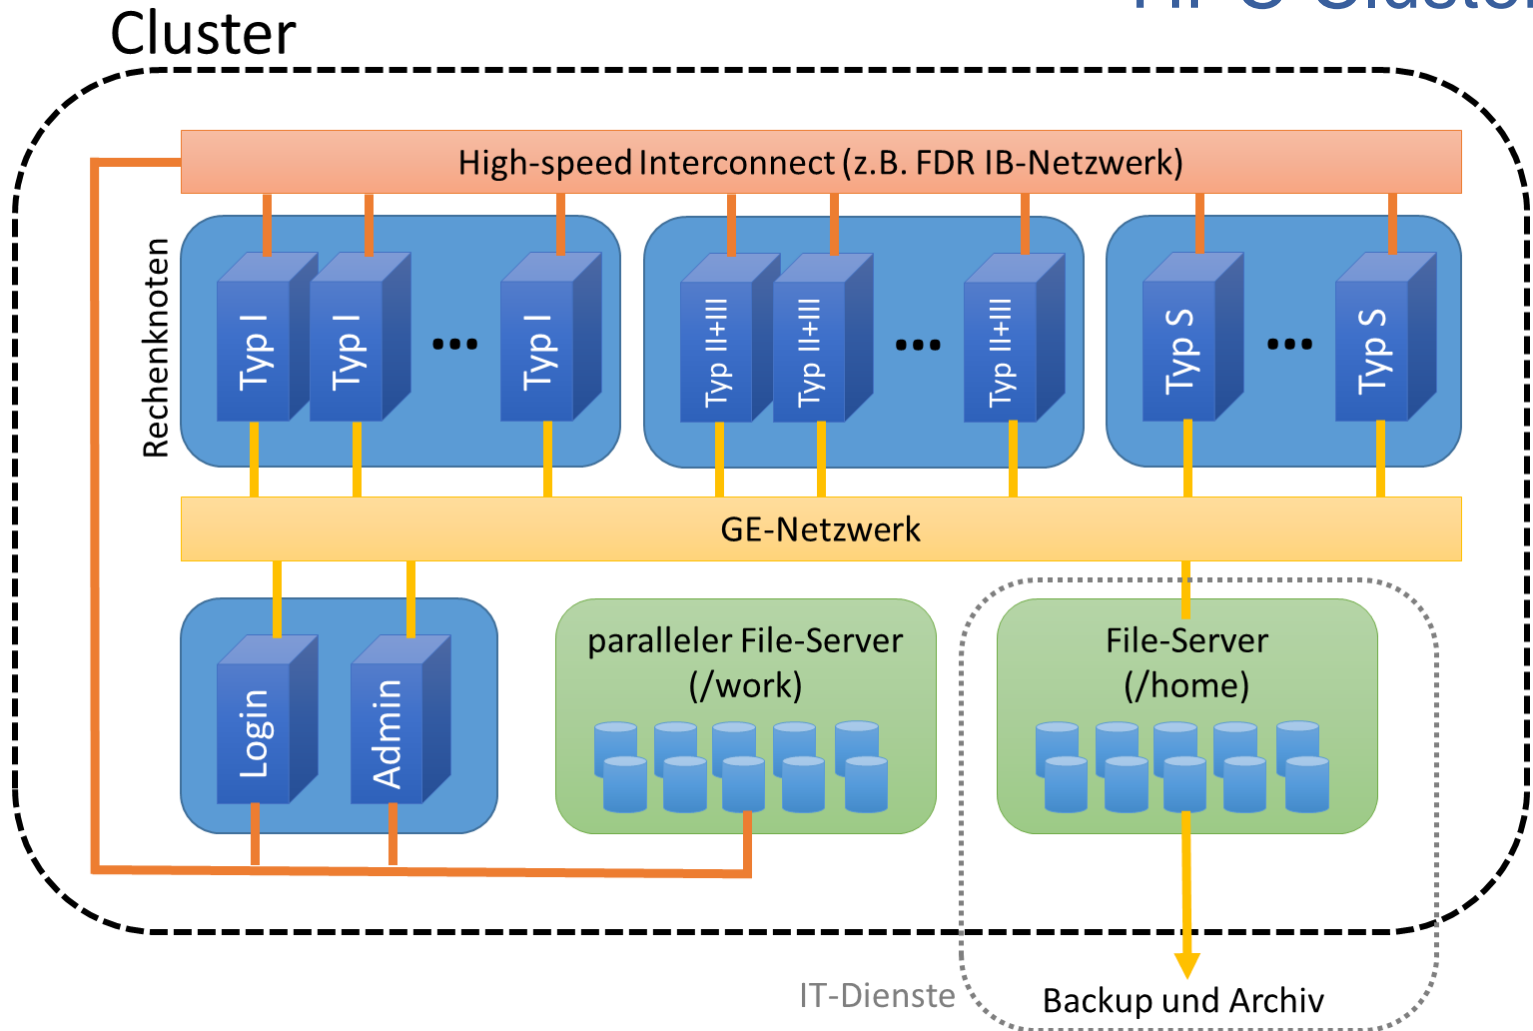 Cluster
High-speed Interconnect (z.B. FDR IB-Netzwerk)
Rechenknoten
Typ I
Typ I
...
Typ I
Typ II+III
Typ II+III
...
Typ II+III
Typ S
...
Typ S
GE-Netzwerk
Login
Admin
paralleler File-Server
(/work)
File-Server
(/home)
IT-Dienste
Backup und Archiv